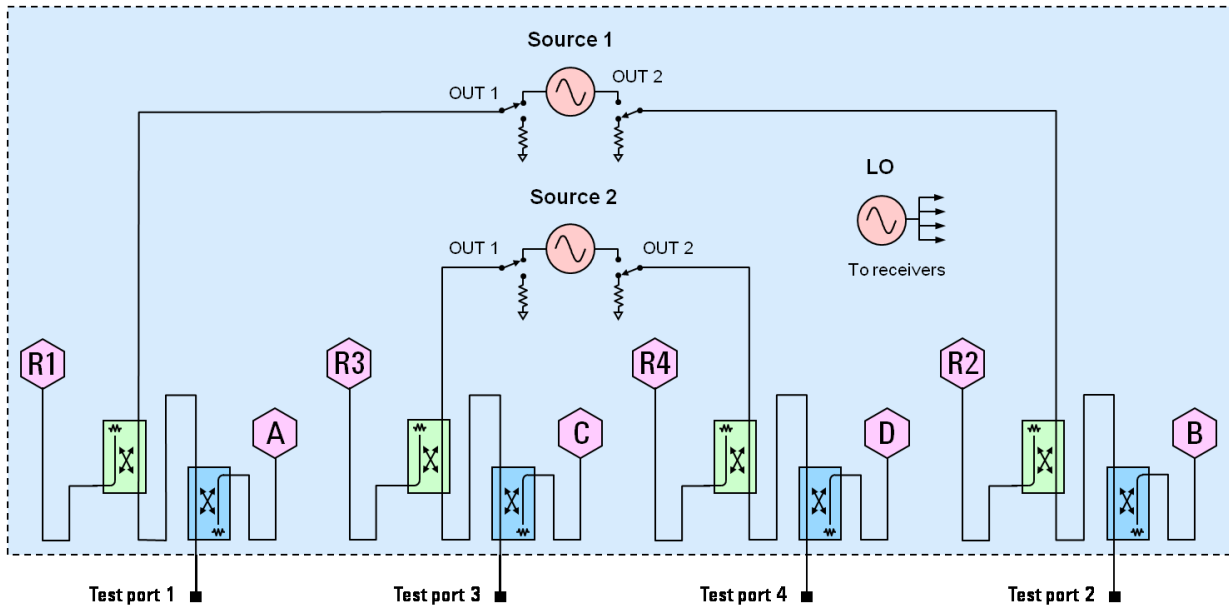 Source 1
OUT 1
OUT 2
LO
Source 2
OUT 1
OUT 2
To receivers
R1
R3
R4
R2
A
C
D
B
Test port 1
Test port 3
Test port 4
Test port 2